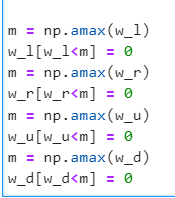 m = np.amax(w_l)
w_l[w_l<m] = 0
m = np.amax(w_r)
w_r[w_r<m] = 0
m = np.amax(w_u)
w_u[w_u<m] = 0
m = np.amax(w_d)
w_d[w_d<m] = 0